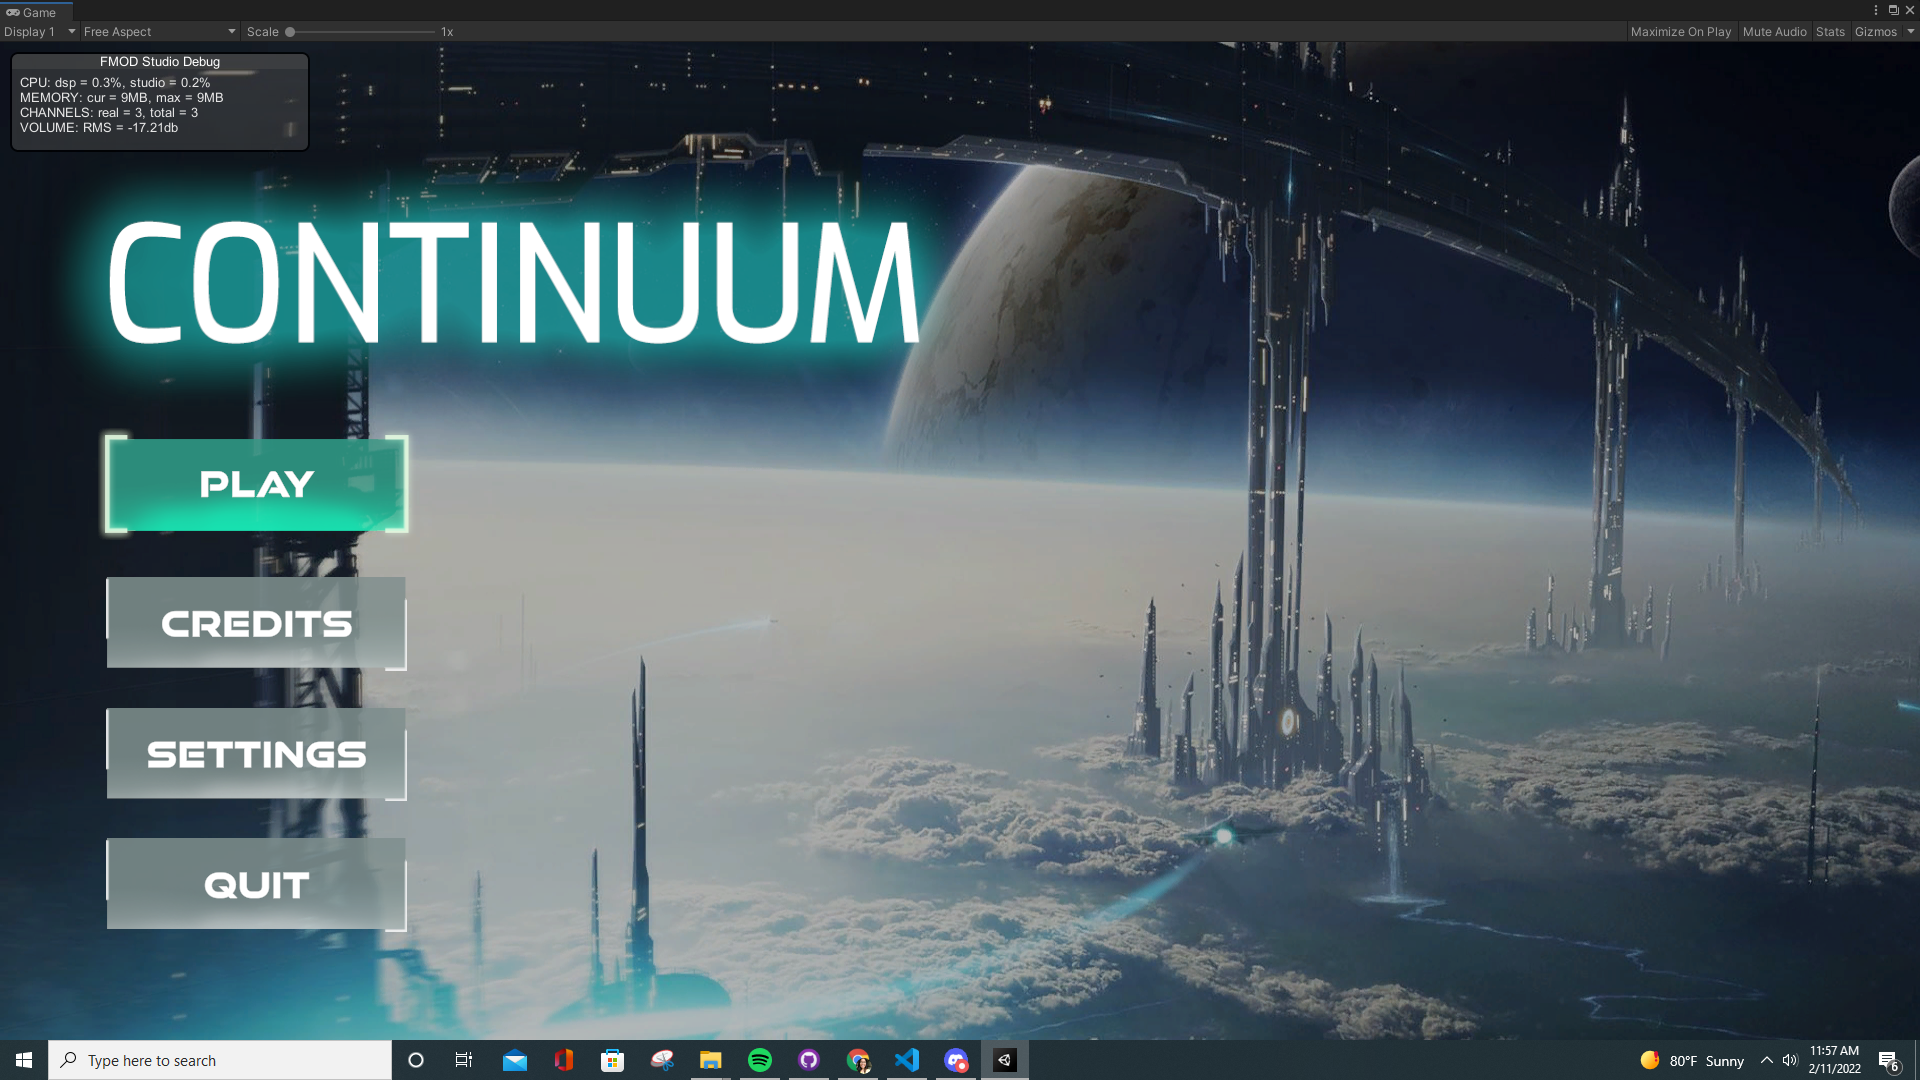 Game
Display 1
Free Aspect
Scale
1x
Maximize On Play
Mute Audio
Stats
Gizmos
FMOD Studio Debug
CPU: dsp = 0.3%, studio = 0.2%
MEMORY: cur = 9MB, max = 9MB
CHANNELS: real = 3, total = 3
VOLUME: RMS = -17.21db
CONTINUUM
PLAY
CREDITS
SETTINGS
QUIT
Type here to search
80°F Sunny
11:57 AM
2/11/2022
6